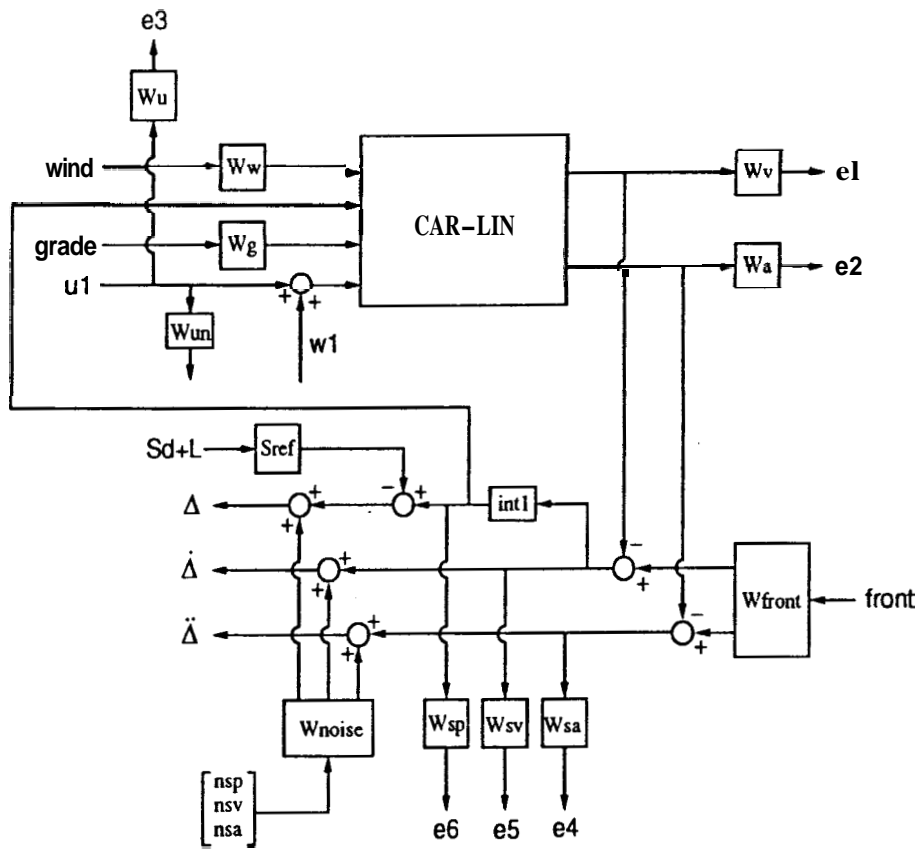 e3
Wu
wind
Ww
CAR-LIN
Wv
e1
grade
Wg
Wa
e2
u1
+
+
Wun
w1
Sd+L
Sref
Δ
+
+
−
+
int1
Δ̇
+
+
−
+
Wfront
front
Δ̈
+
+
−
+
Wnoise
Wsp
Wsv
Wsa
nsp
nsv
nsa
e6
e5
e4